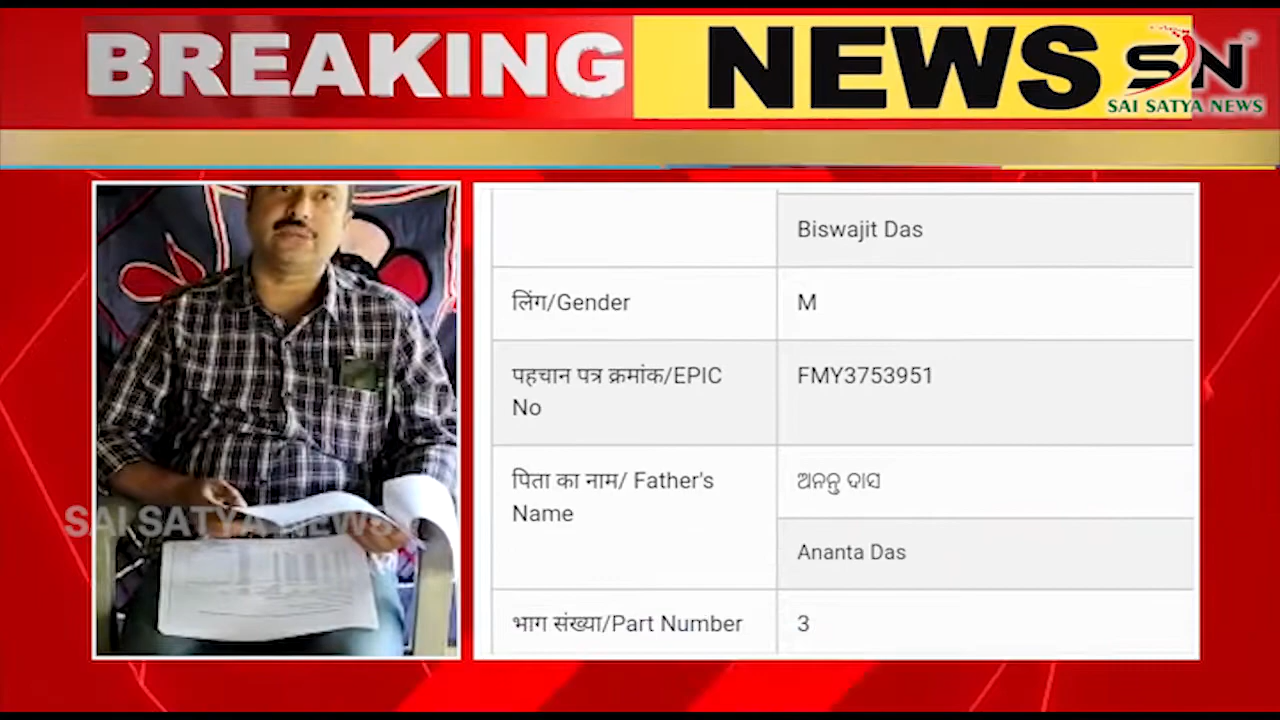 BREAKING NEWS
SN
SAI SATYA NEWS
Biswajit Das
लिंग/Gender M
पहचान पत्र क्रमांक/EPIC No FMY3753951
पिता का नाम/ Father's Name ଅନନ୍ତ ଦାସ
Ananta Das
भाग संख्या/Part Number 3
SAI SATYA NEWS